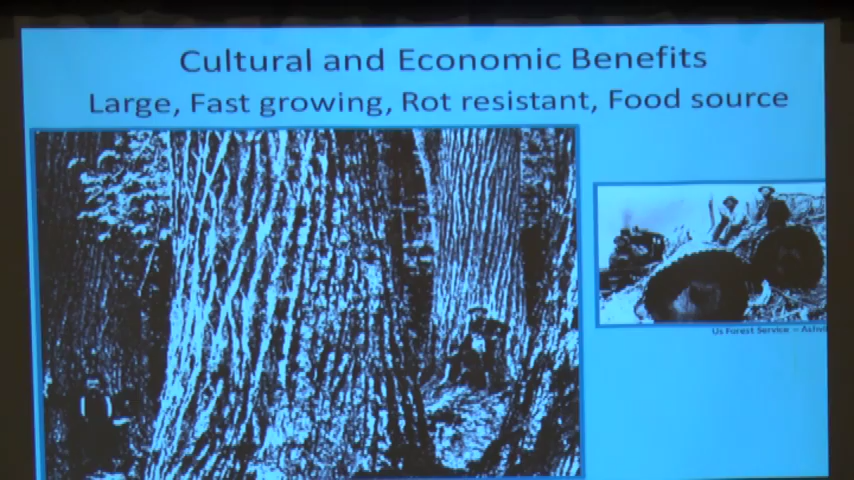 Cultural and Economic Benefits
Large, Fast growing, Rot resistant, Food source
Us Forest Service –